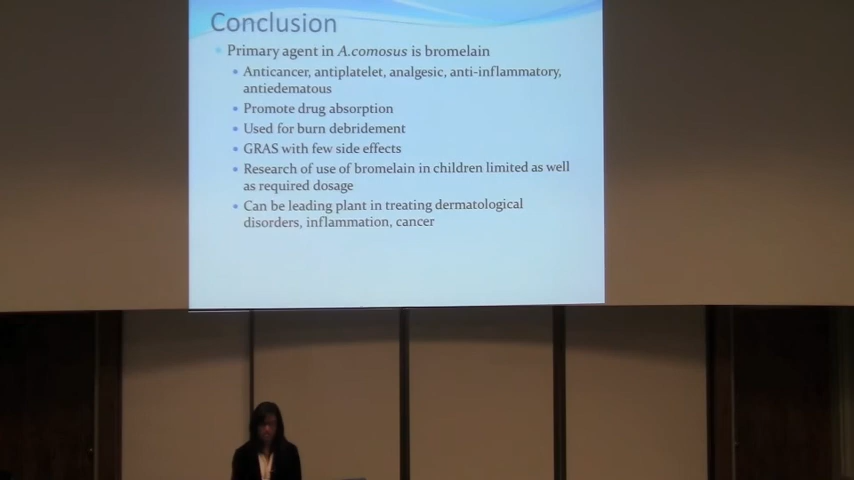 Conclusion
Primary agent in A.comosus is bromelain
• Anticancer, antiplatelet, analgesic, anti-inflammatory,
antiedematous
• Promote drug absorption
• Used for burn debridement
• GRAS with few side effects
• Research of use of bromelain in children limited as well
as required dosage
• Can be leading plant in treating dermatological
disorders, inflammation, cancer